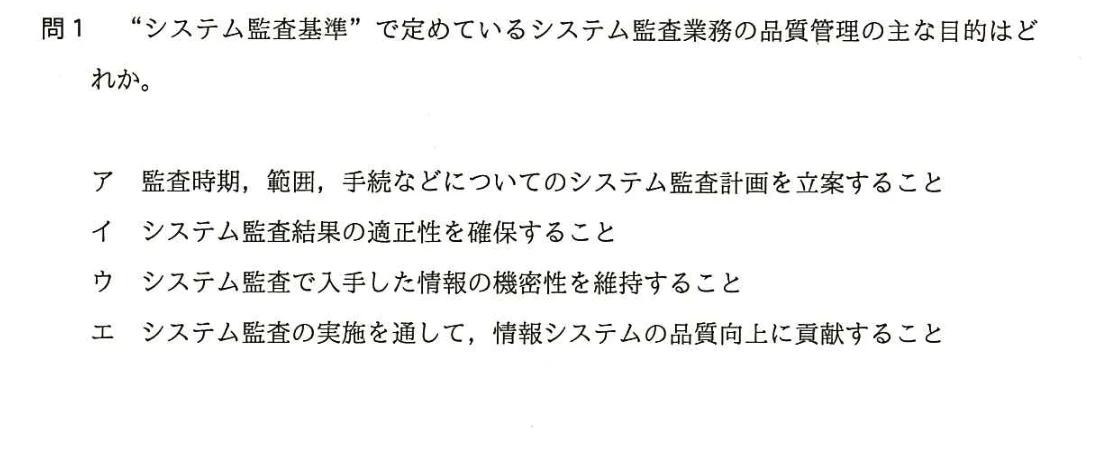 問1 “システム監査基準”で定めているシステム監査業務の品質管理の主な目的はど
れか。
ア 監査時期，範囲，手続などについてのシステム監査計画を立案すること
イ システム監査結果の適正性を確保すること
ウ システム監査で入手した情報の機密性を維持すること
エ システム監査の実施を通して，情報システムの品質向上に貢献すること